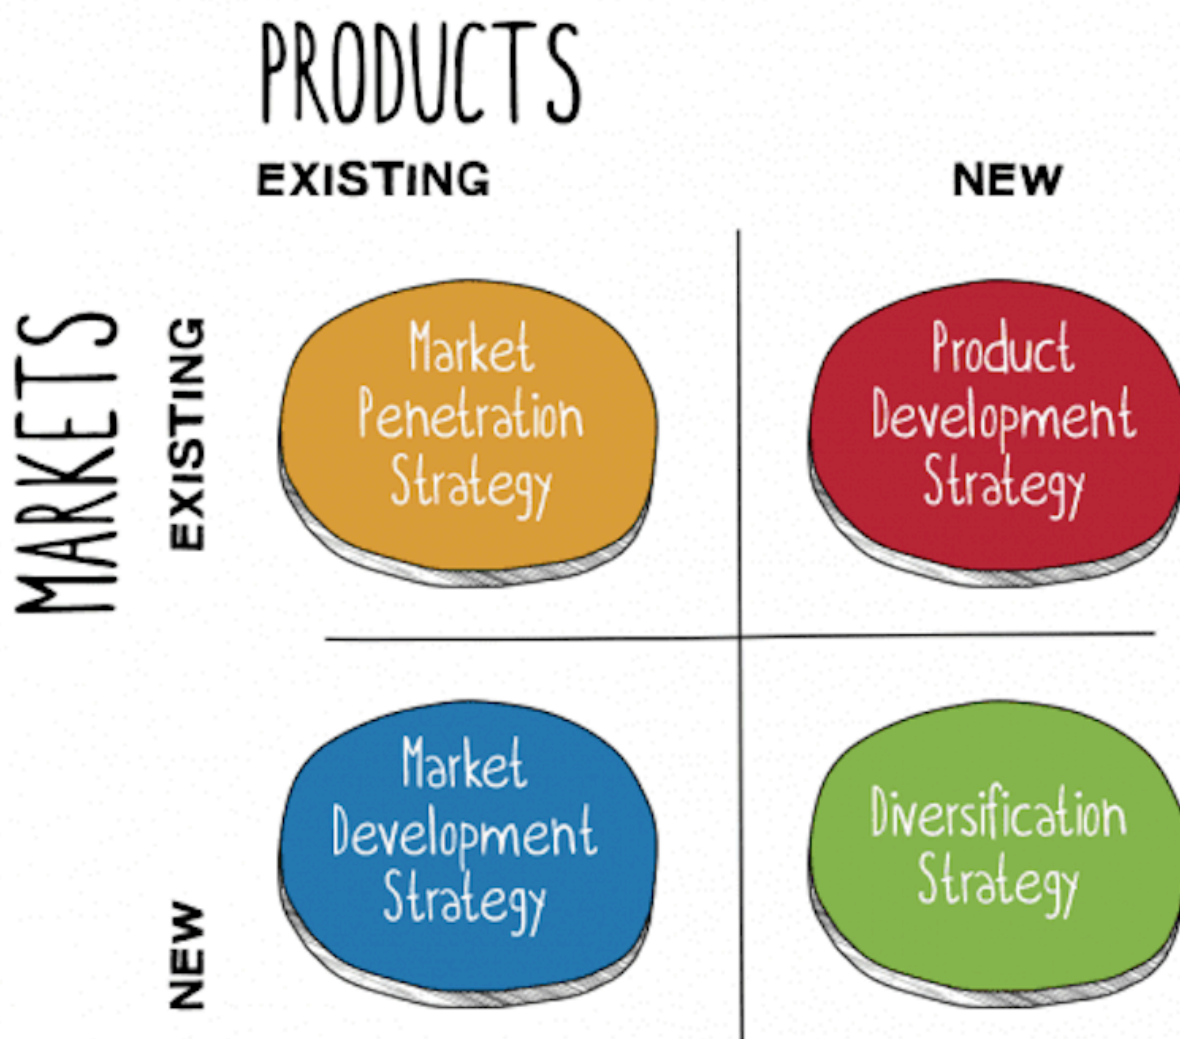 PRODUCTS
EXISTING
NEW
MARKETS
EXISTING
Market
Penetration
Strategy
Product
Development
Strategy
NEW
Market
Development
Strategy
Diversification
Strategy